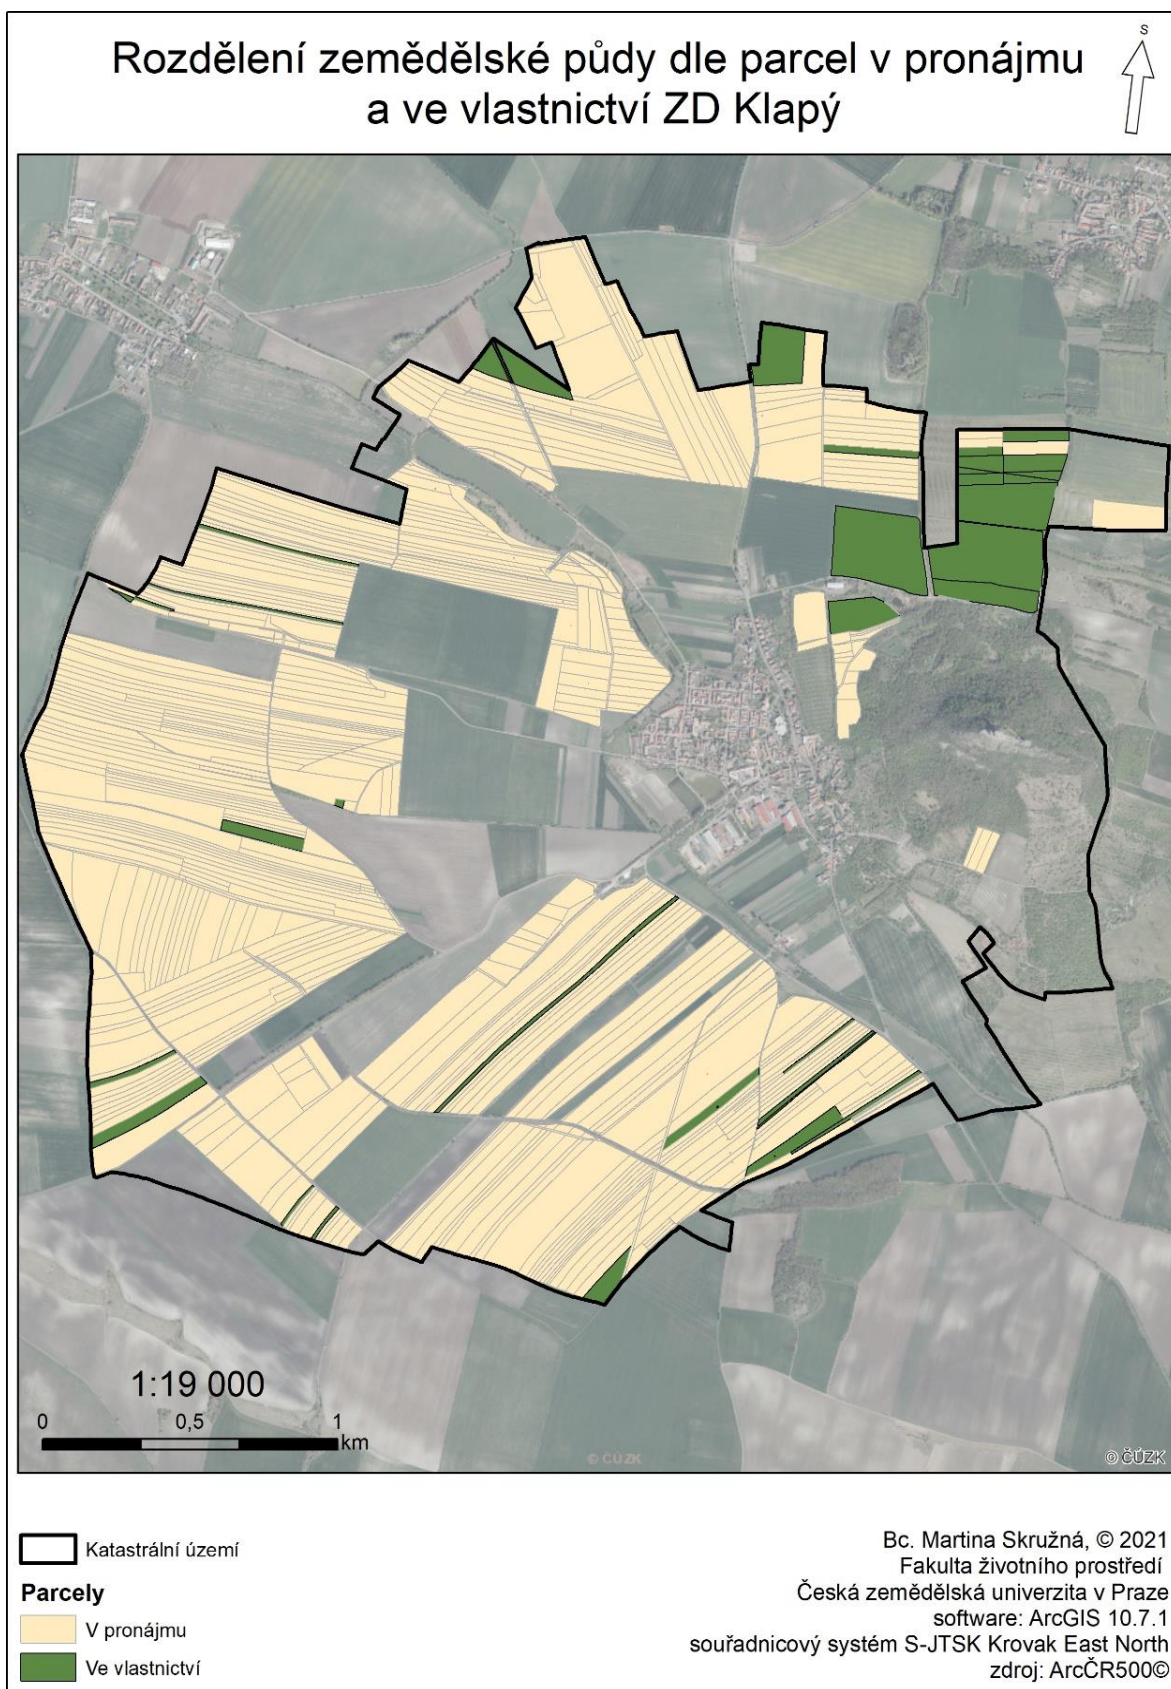 Rozdělení zemědělské půdy dle parcel v pronájmu
a ve vlastnictví ZD Klapý
S
1:19 000
0 0,5 1
km
© ČÚZK
© ČÚZK
Katastrální území
Parcely
V pronájmu
Ve vlastnictví
Bc. Martina Skružná, © 2021
Fakulta životního prostředí
Česká zemědělská univerzita v Praze
software: ArcGIS 10.7.1
souřadnicový systém S-JTSK Krovak East North
zdroj: ArcČR500©